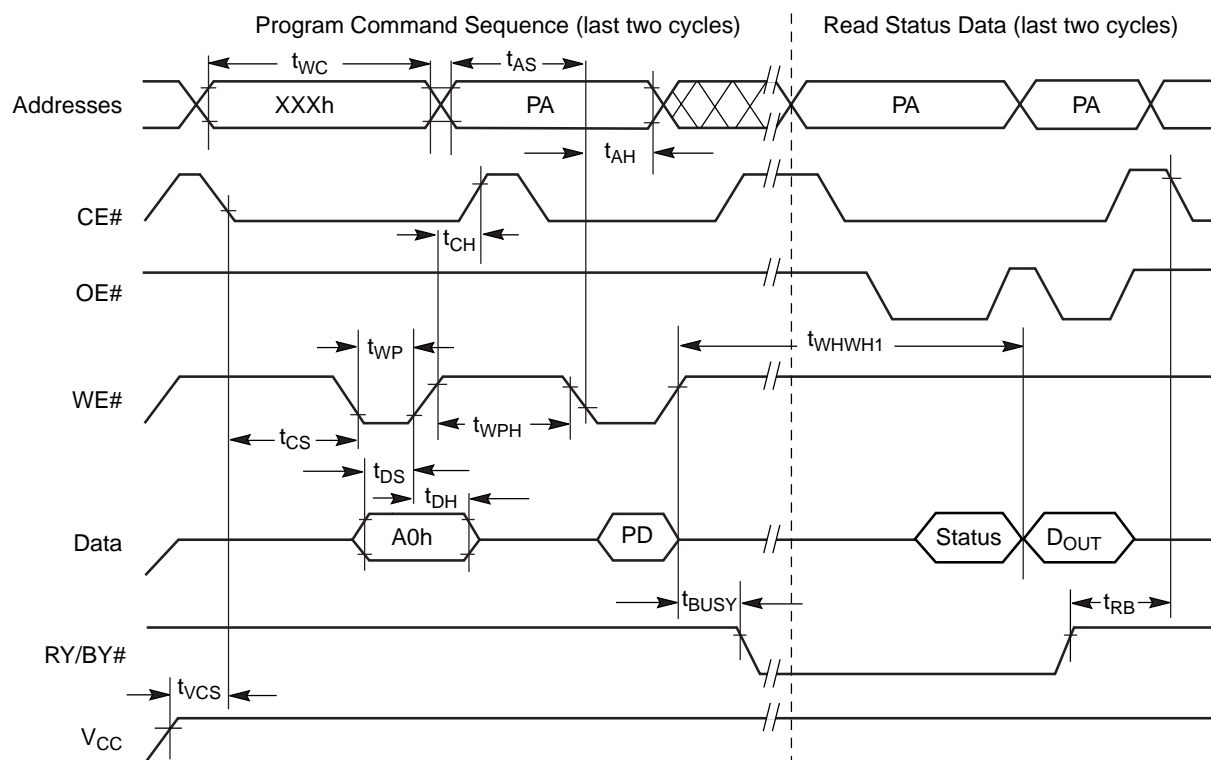 Program Command Sequence (last two cycles) Read Status Data (last two cycles)
tWC tAS
Addresses XXXh PA PA PA
tAH
CE#
tCH
OE#
tWP tWHWH1
WE#
tCS tWPH
tDS
tDH
Data A0h PD Status DOUT
tBUSY tRB
RY/BY#
tVCS
VCC